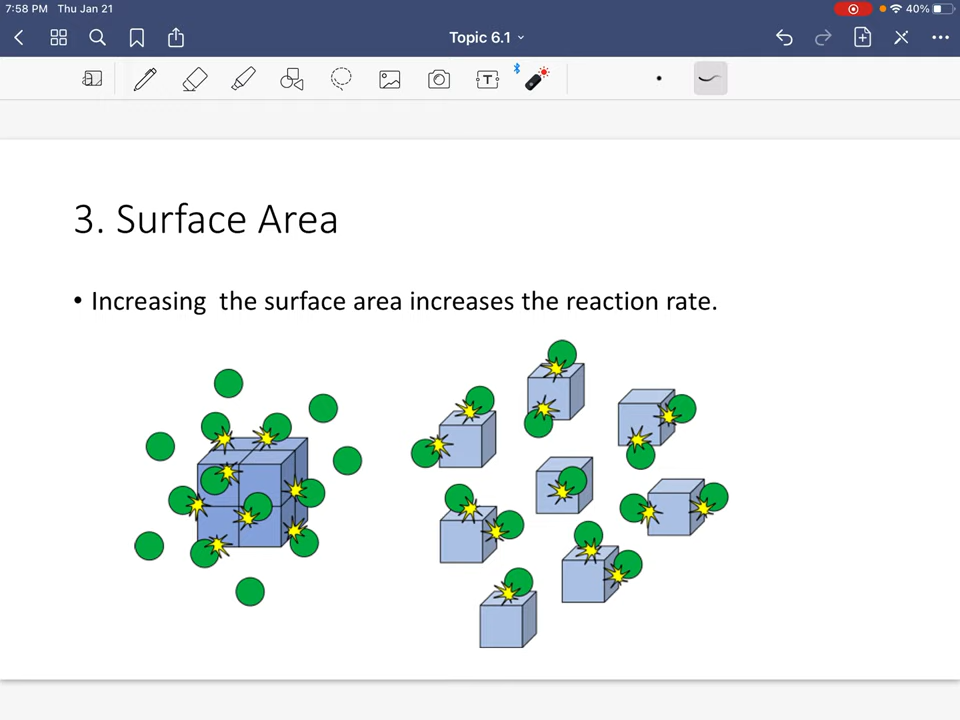 7:58 PM Thu Jan 21
40%
Topic 6.1
T
3. Surface Area
• Increasing the surface area increases the reaction rate.